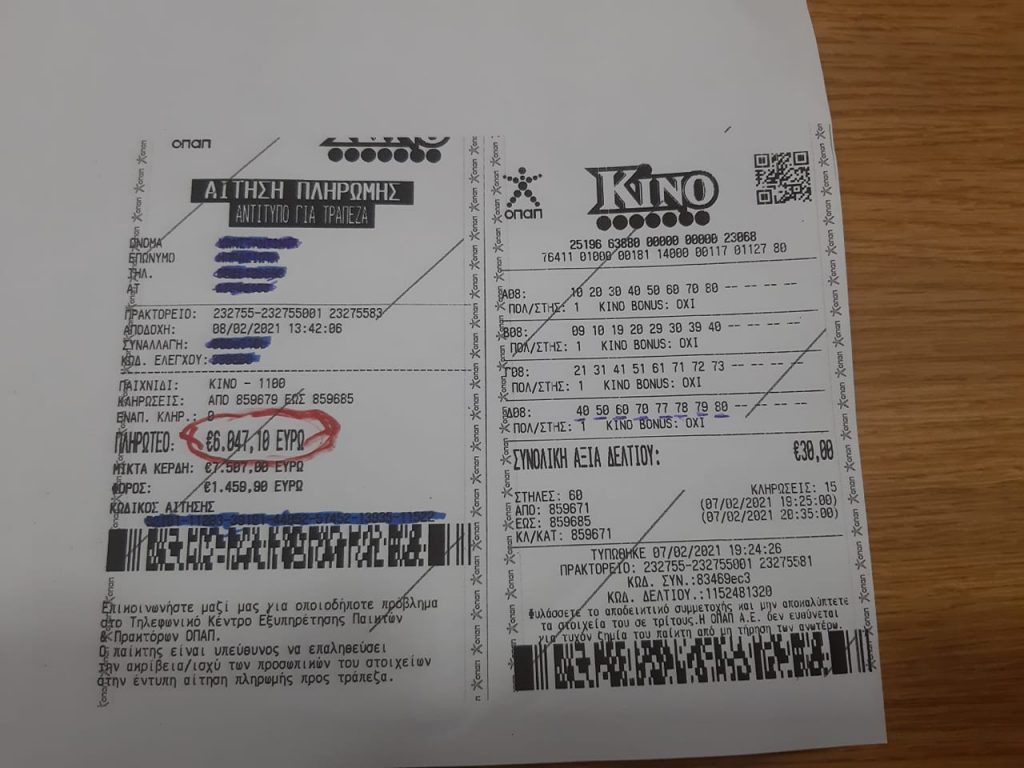 οπαπ
ΑΙΤΗΣΗ ΠΛΗΡΩΜΗΣ
ΑΝΤΙΤΥΠΟ ΓΙΑ ΤΡΑΠΕΖΑ
ΟΝΟΜΑ
ΕΠΩΝΥΜΟ
ΤΗΛ.
ΑΤ
ΠΡΑΚΤΟΡΕΙΟ: 232755-232755001 23275583
ΑΠΟΔΟΧΗ: 08/02/2021 13:42:06
ΣΥΝΑΛΛΑΓΗ:
ΚΩΔ. ΕΛΕΓΧΟΥ:
ΠΑΙΧΝΙΔΙ: ΚΙΝΟ - 1100
ΚΛΗΡΩΣΕΙΣ: ΑΠΟ 859679 ΕΩΣ 859685
ΕΝΑΠ. ΚΛΗΡ.: 0
ΠΛΗΡΩΤΕΟ: €6.047,10 ΕΥΡΩ
ΜΙΚΤΑ ΚΕΡΔΗ: €7.507,00 ΕΥΡΩ
ΦΟΡΟΣ: €1.459,90 ΕΥΡΩ
ΚΩΔΙΚΟΣ ΑΙΤΗΣΗΣ
Επικοινωνήστε μαζί μας για οποιοδήποτε πρόβλημα
στο Τηλεφωνικό Κέντρο Εξυπηρέτησης Παικτών
& Πρακτόρων ΟΠΑΠ.
Ο παίκτης είναι υπεύθυνος να επαληθεύσει
την ακρίβεια/ισχύ των προσωπικών του στοιχείων
στην έντυπη αίτηση πληρωμής προς τράπεζα.
οπαπ
ΚΙΝΟ
25196 63880 00000 00000 23068
76411 01000 00181 14000 00117 01127 80
Α08: 10 20 30 40 50 60 70 80 -- -- -- --
ΠΟΛ/ΣΤΗΣ: 1 ΚΙΝΟ BONUS: ΟΧΙ
Β08: 09 10 19 20 29 30 39 40 -- -- -- --
ΠΟΛ/ΣΤΗΣ: 1 ΚΙΝΟ BONUS: ΟΧΙ
Γ08: 21 31 41 51 61 71 72 73 -- -- -- --
ΠΟΛ/ΣΤΗΣ: 1 ΚΙΝΟ BONUS: ΟΧΙ
Δ08: 40 50 60 70 77 78 79 80 -- -- -- --
ΠΟΛ/ΣΤΗΣ: 1 ΚΙΝΟ BONUS: ΟΧΙ
ΣΥΝΟΛΙΚΗ ΑΞΙΑ ΔΕΛΤΙΟΥ: €30,00
ΣΤΗΛΕΣ: 60 ΚΛΗΡΩΣΕΙΣ: 15
ΑΠΟ: 859671 (07/02/2021 19:25:00)
ΕΩΣ: 859685 (07/02/2021 20:35:00)
ΚΛ/ΚΑΤ: 859671
ΤΥΠΩΘΗΚΕ 07/02/2021 19:24:26
ΠΡΑΚΤΟΡΕΙΟ: 232755-232755001 23275581
ΚΩΔ. ΣΥΝ.:83469ec3
ΚΩΔ. ΔΕΛΤΙΟΥ.:1152481320
Φυλάσσετε το αποδεικτικό συμμετοχής και μην αποκαλύπτετε
τα στοιχεία του σε τρίτους.Η ΟΠΑΠ Α.Ε. δεν ευθύνεται
για τυχόν ζημία του παίκτη από μη τήρηση των ανωτέρω.